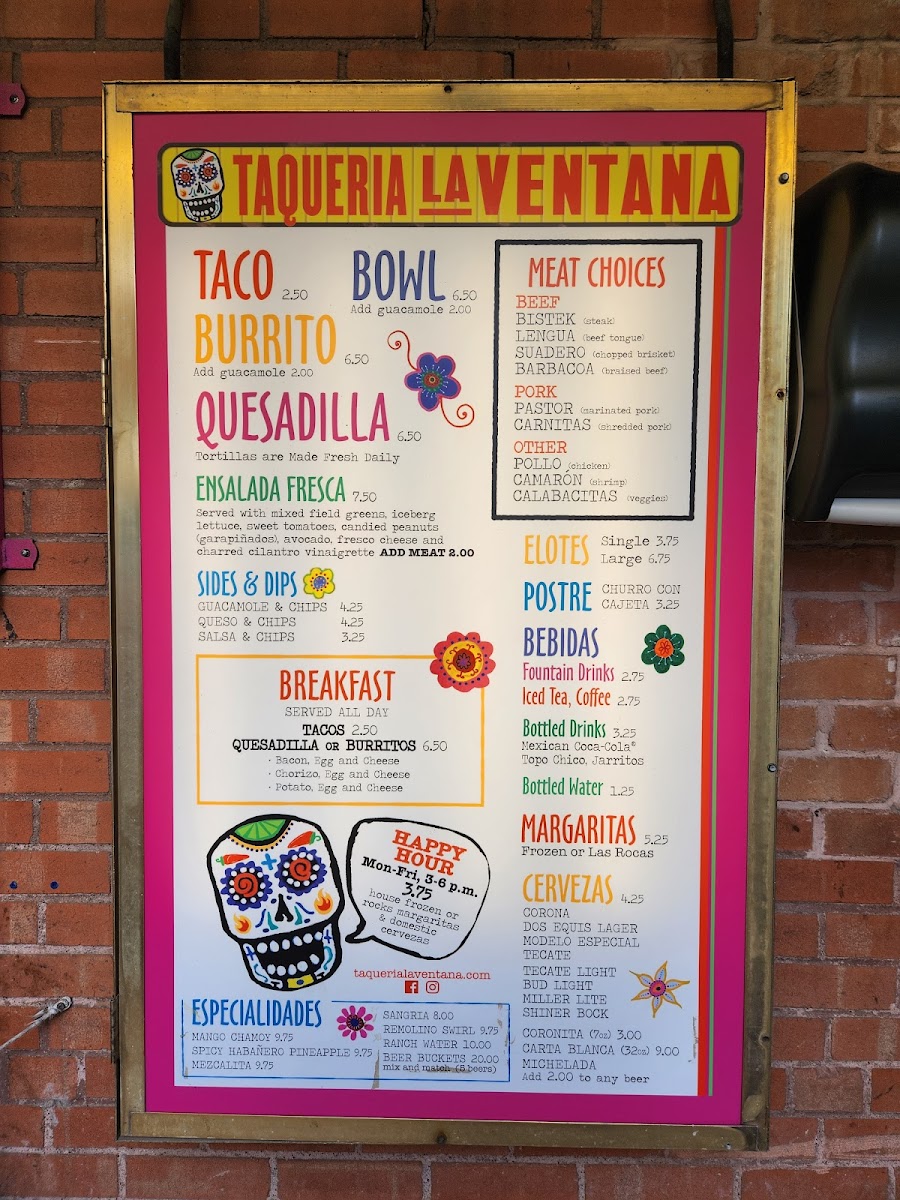 TAQUERIA LA VENTANA
TACO 2.50
BOWL 6.50
Add guacamole 2.00
BURRITO 6.50
Add guacamole 2.00
QUESADILLA 6.50
Tortillas are Made Fresh Daily
ENSALADA FRESCA 7.50
Served with mixed field greens, iceberg
lettuce, sweet tomatoes, candied peanuts
(garapiñados), avocado, fresco cheese and
charred cilantro vinaigrette ADD MEAT 2.00
SIDES & DIPS
GUACAMOLE & CHIPS 4.25
QUESO & CHIPS 4.25
SALSA & CHIPS 3.25
BREAKFAST
SERVED ALL DAY
TACOS 2.50
QUESADILLA OR BURRITOS 6.50
· Bacon, Egg and Cheese
· Chorizo, Egg and Cheese
· Potato, Egg and Cheese
HAPPY
HOUR
Mon-Fri, 3-6 p.m.
3.75
house frozen or
rocks margaritas
& domestic
cervezas
taquerialaventana.com
ESPECIALIDADES
MANGO CHAMOY 9.75
SPICY HABAÑERO PINEAPPLE 9.75
MEZCALITA 9.75
SANGRIA 8.00
REMOLINO SWIRL 9.75
RANCH WATER 10.00
BEER BUCKETS 20.00
mix and match (5 beers)
MEAT CHOICES
BEEF
BISTEK (steak)
LENGUA (beef tongue)
SUADERO (chopped brisket)
BARBACOA (braised beef)
PORK
PASTOR (marinated pork)
CARNITAS (shredded pork)
OTHER
POLLO (chicken)
CAMARÓN (shrimp)
CALABACITAS (veggies)
ELOTES Single 3.75
Large 6.75
POSTRE CHURRO CON
CAJETA 3.25
BEBIDAS
Fountain Drinks 2.75
Iced Tea, Coffee 2.75
Bottled Drinks 3.25
Mexican Coca-Cola®
Topo Chico, Jarritos
Bottled Water 1.25
MARGARITAS 5.25
Frozen or Las Rocas
CERVEZAS 4.25
CORONA
DOS EQUIS LAGER
MODELO ESPECIAL
TECATE
TECATE LIGHT
BUD LIGHT
MILLER LITE
SHINER BOCK
CORONITA (7oz) 3.00
CARTA BLANCA (32oz) 9.00
MICHELADA
Add 2.00 to any beer